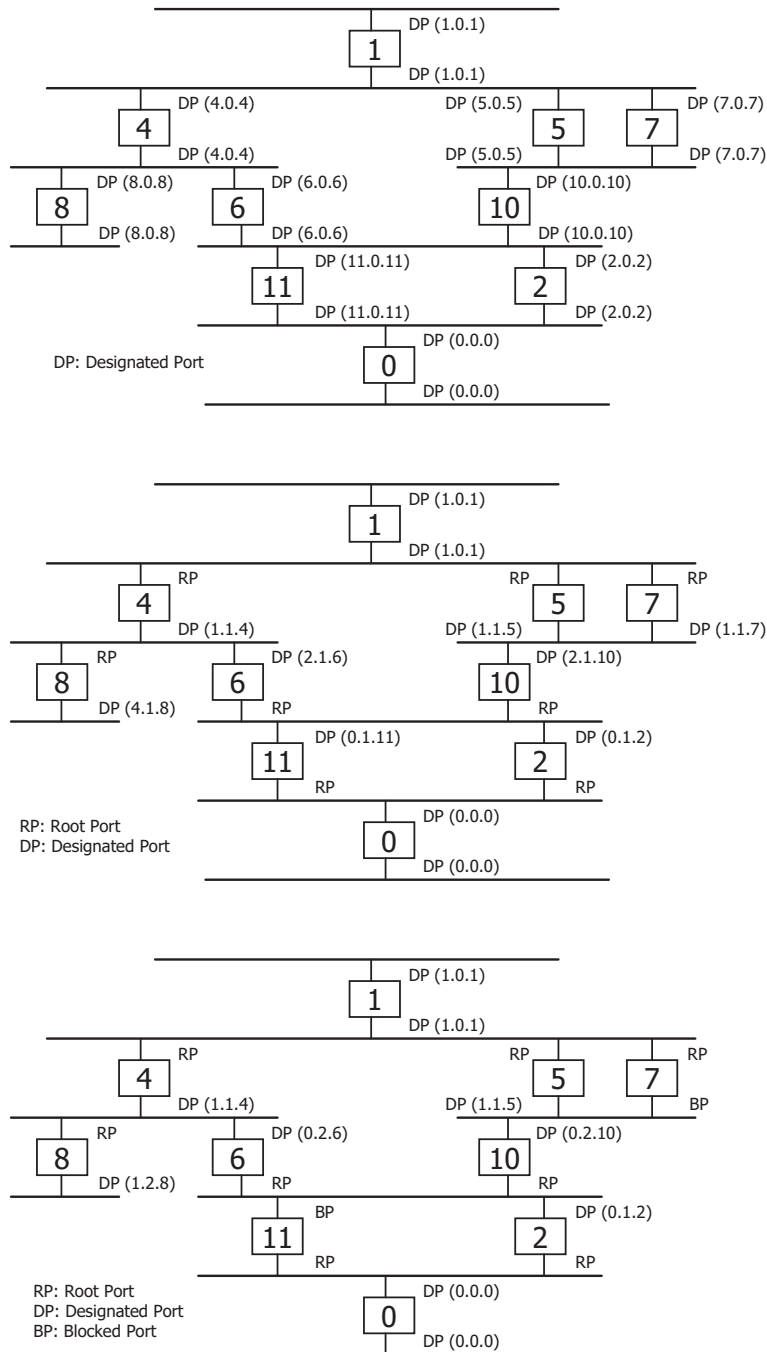 DP (1.0.1)
1
DP (1.0.1)
DP (4.0.4) DP (5.0.5) DP (7.0.7)
4 5 7
DP (4.0.4) DP (5.0.5) DP (7.0.7)
DP (8.0.8) DP (6.0.6) DP (10.0.10)
8 6 10
DP (8.0.8) DP (6.0.6) DP (10.0.10)
DP (11.0.11) DP (2.0.2)
11 2
DP (11.0.11) DP (2.0.2)
DP (0.0.0)
DP: Designated Port
0
DP (0.0.0)
DP (1.0.1)
1
DP (1.0.1)
RP RP RP
4 5 7
DP (1.1.4) DP (1.1.5) DP (1.1.7)
RP DP (2.1.6) DP (2.1.10)
8 6 10
DP (4.1.8) RP RP
DP (0.1.11) DP (0.1.2)
11 2
RP RP
DP (0.0.0)
RP: Root Port
0
DP: Designated Port
DP (0.0.0)
DP (1.0.1)
1
DP (1.0.1)
RP RP RP
4 5 7
DP (1.1.4) DP (1.1.5) BP
RP DP (0.2.6) DP (0.2.10)
8 6 10
DP (1.2.8) RP RP
BP DP (0.1.2)
11 2
RP RP
RP: Root Port
DP (0.0.0)
DP: Designated Port
0
BP: Blocked Port
DP (0.0.0)